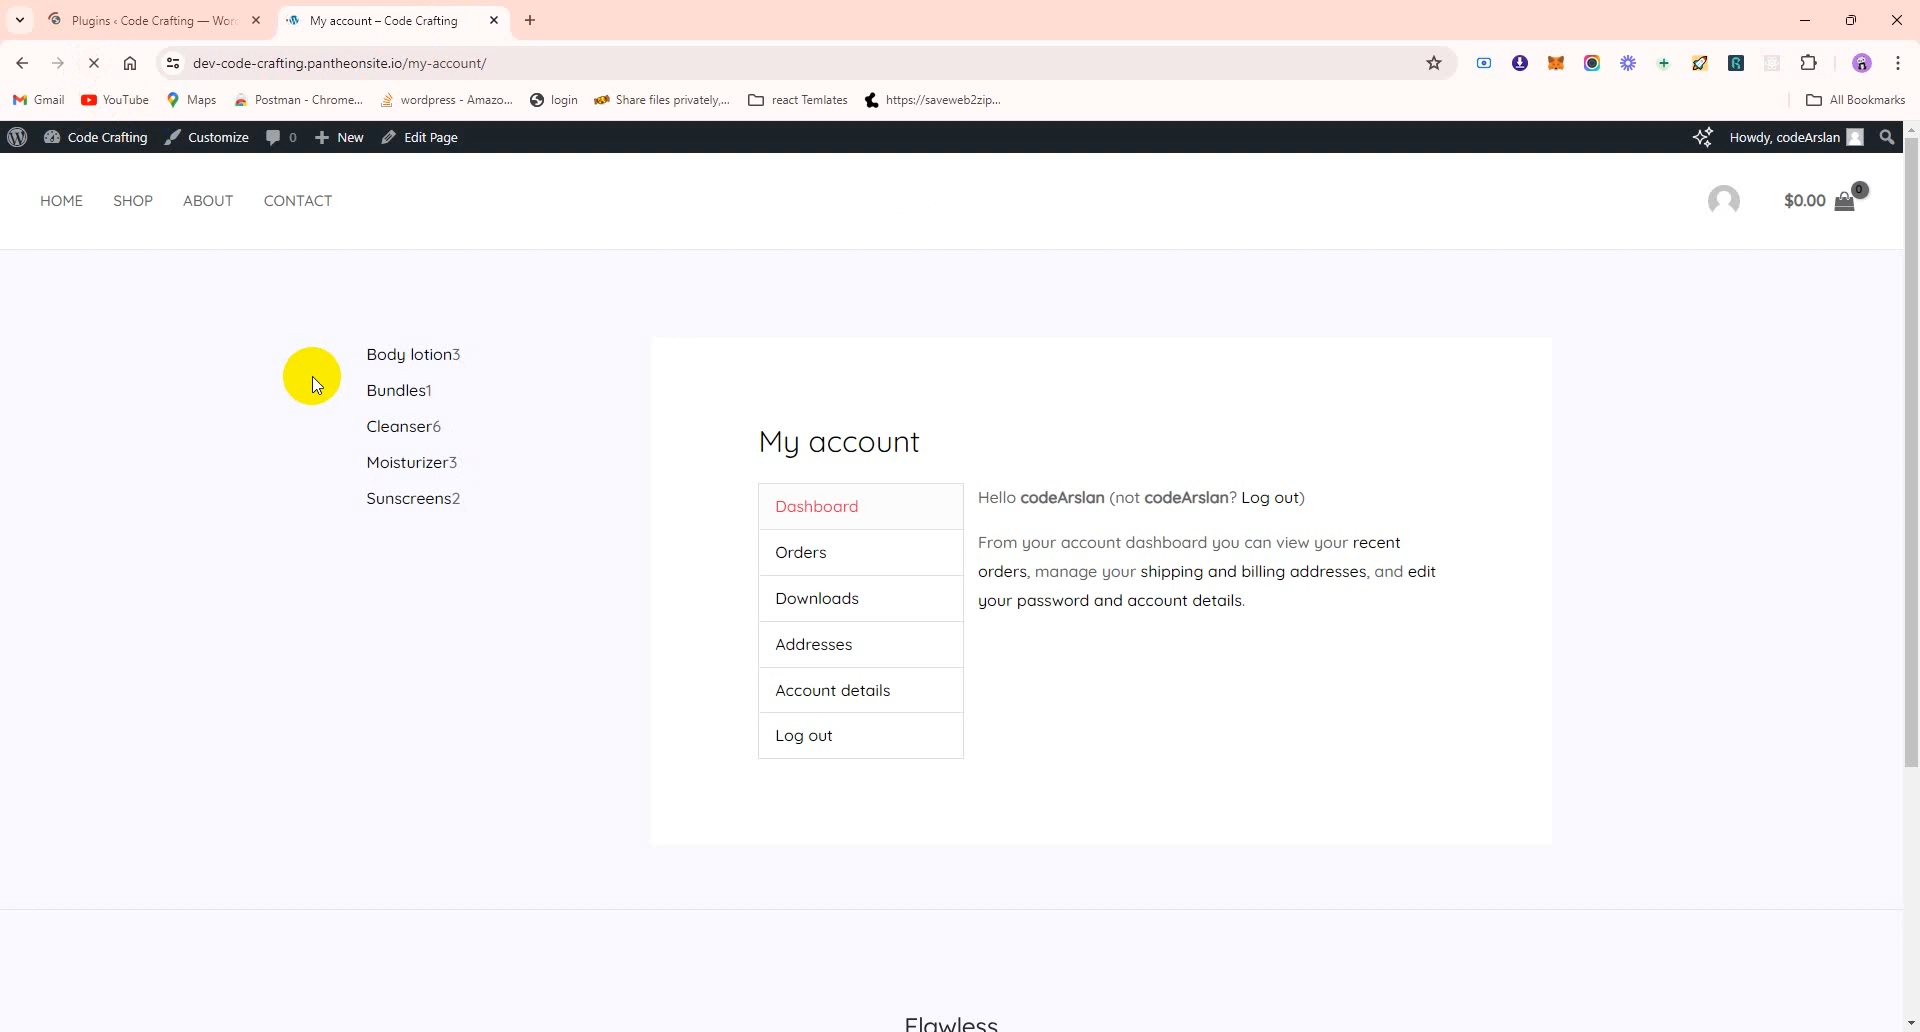 Plugins ‹ Code Crafting — Wor
My account – Code Crafting
dev-code-crafting.pantheonsite.io/my-account/
Gmail
YouTube
Maps
Postman - Chrome...
wordpress - Amazo...
login
Share files privately,...
react Temlates
https://saveweb2zip...
All Bookmarks
Code Crafting
Customize
0
New
Edit Page
Howdy, codeArslan
HOME
SHOP
ABOUT
CONTACT
$0.00
0
Body lotion3
Bundles1
Cleanser6
Moisturizer3
Sunscreens2
My account
Dashboard
Orders
Downloads
Addresses
Account details
Log out
Hello codeArslan (not codeArslan? Log out)
From your account dashboard you can view your recent
orders, manage your shipping and billing addresses, and edit
your password and account details.
Flawless